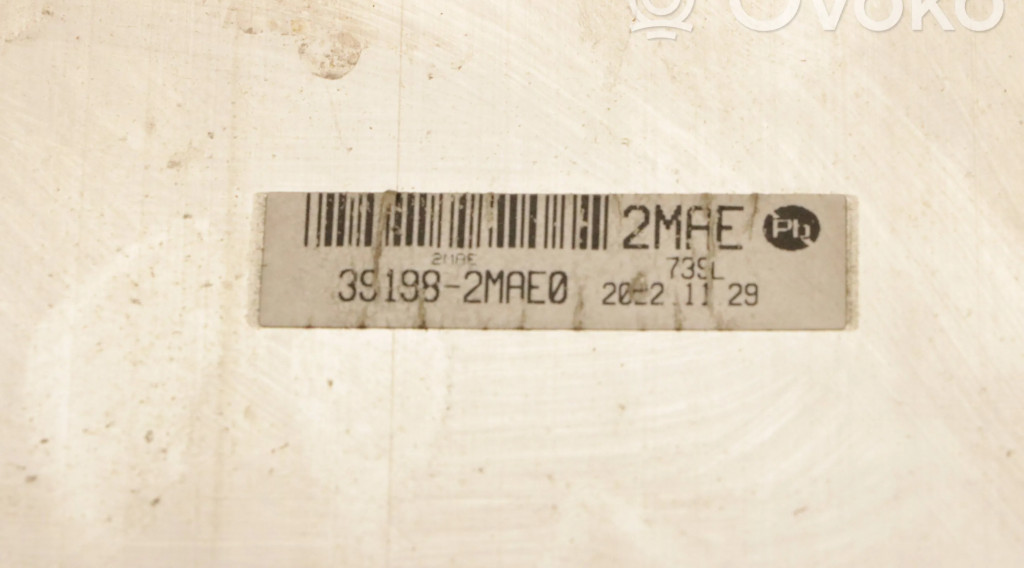 OVOKO
2MAE Pb
2MAE
739L
39198-2MAE0 2022 11 29